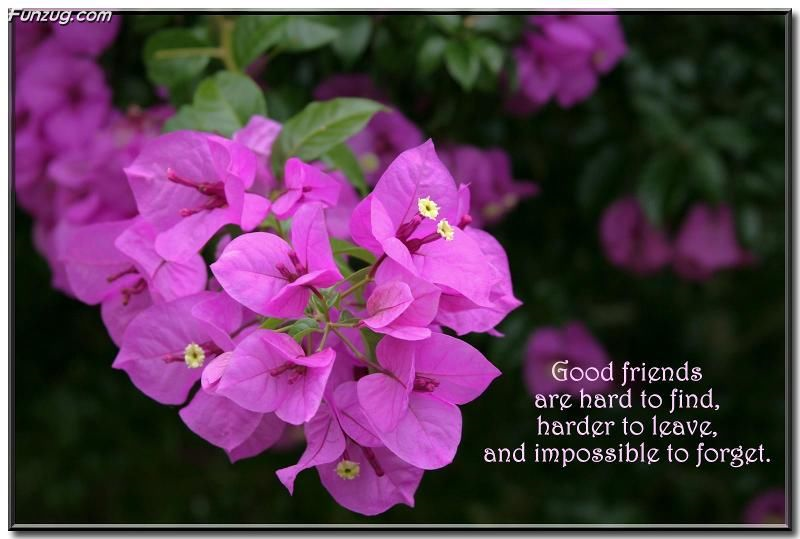 Funzug.com
Good friends
are hard to find,
harder to leave,
and impossible to forget.